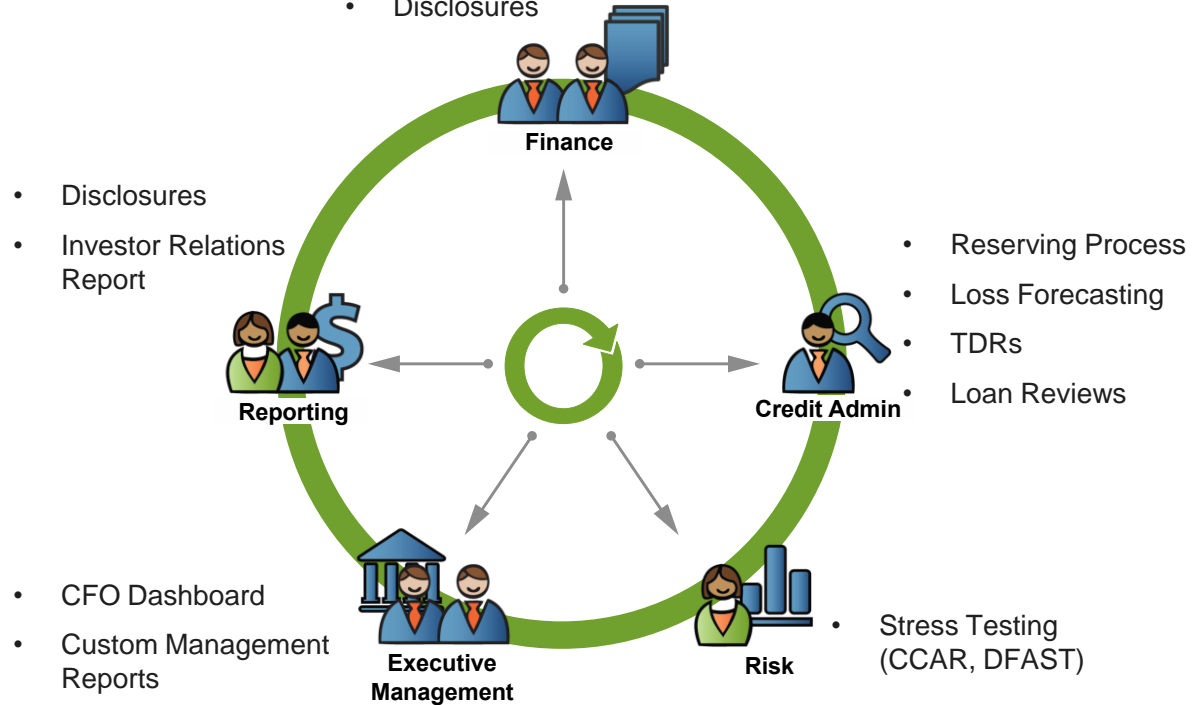 • Disclosures
Finance
• Disclosures
• Investor Relations
Report
Reporting
• Reserving Process
• Loss Forecasting
• TDRs
• Loan Reviews
Credit Admin
• CFO Dashboard
• Custom Management
Reports
Executive
Management
Risk
• Stress Testing
(CCAR, DFAST)